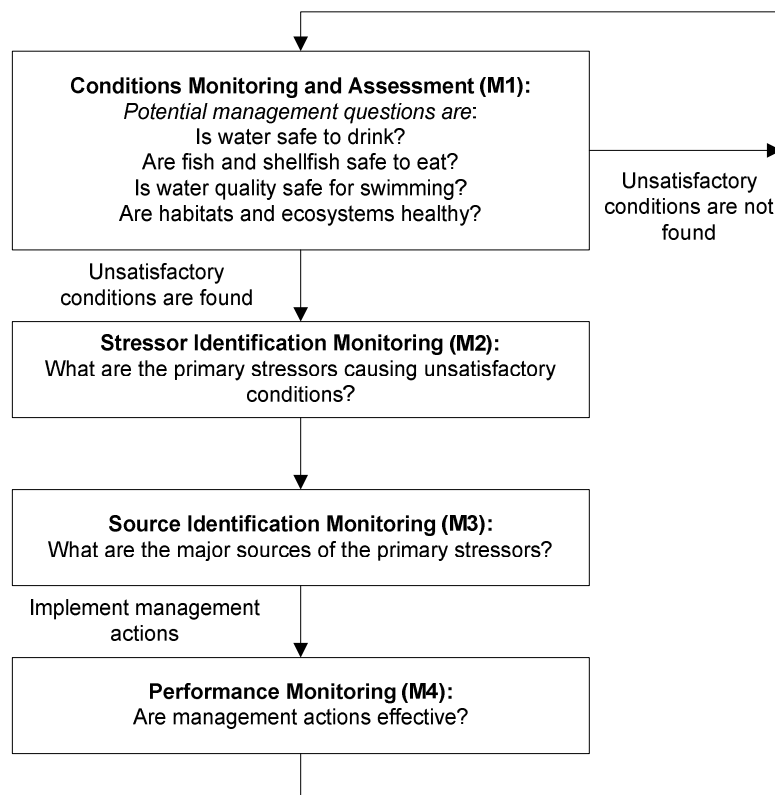 Conditions Monitoring and Assessment (M1):
Potential management questions are:
Is water safe to drink?
Are fish and shellfish safe to eat?
Is water quality safe for swimming?
Are habitats and ecosystems healthy?
Unsatisfactory
conditions are not
found
Unsatisfactory
conditions are found
Stressor Identification Monitoring (M2):
What are the primary stressors causing unsatisfactory
conditions?
Source Identification Monitoring (M3):
What are the major sources of the primary stressors?
Implement management
actions
Performance Monitoring (M4):
Are management actions effective?